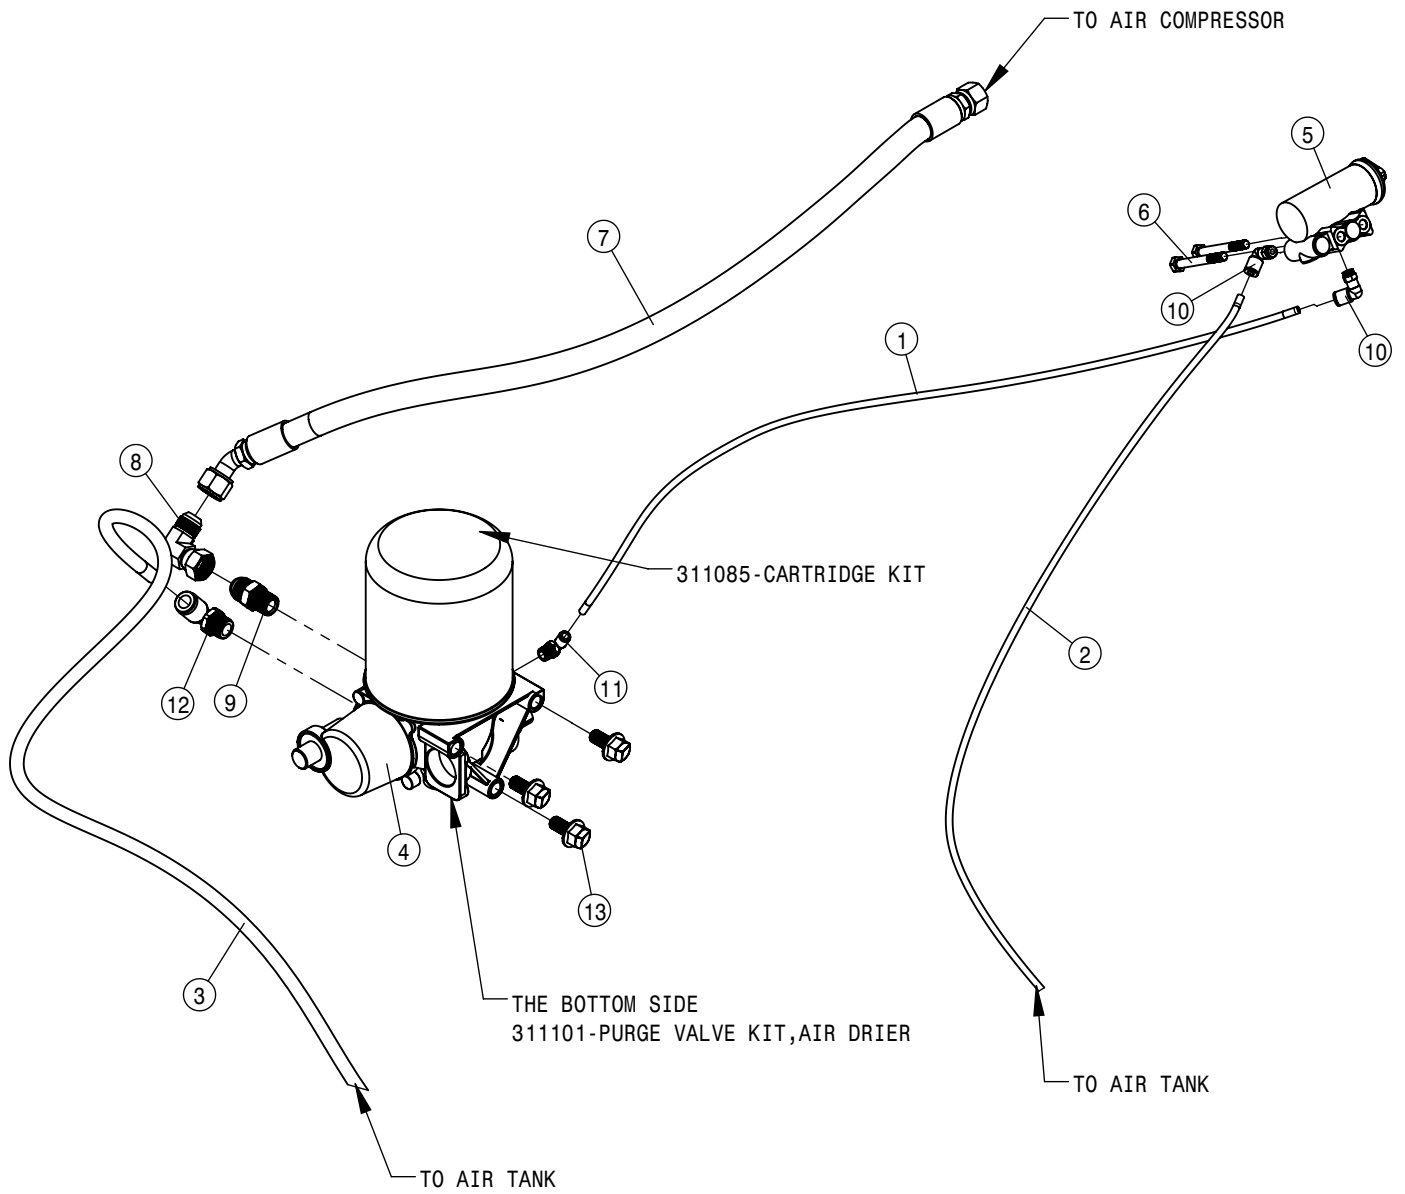 TO AIR COMPRESSOR
5
6
7
10
1
10
8
311085-CARTRIDGE KIT
2
11
12
9
4
13
3
THE BOTTOM SIDE
311101-PURGE VALVE KIT,AIR DRIER
TO AIR TANK
TO AIR TANK